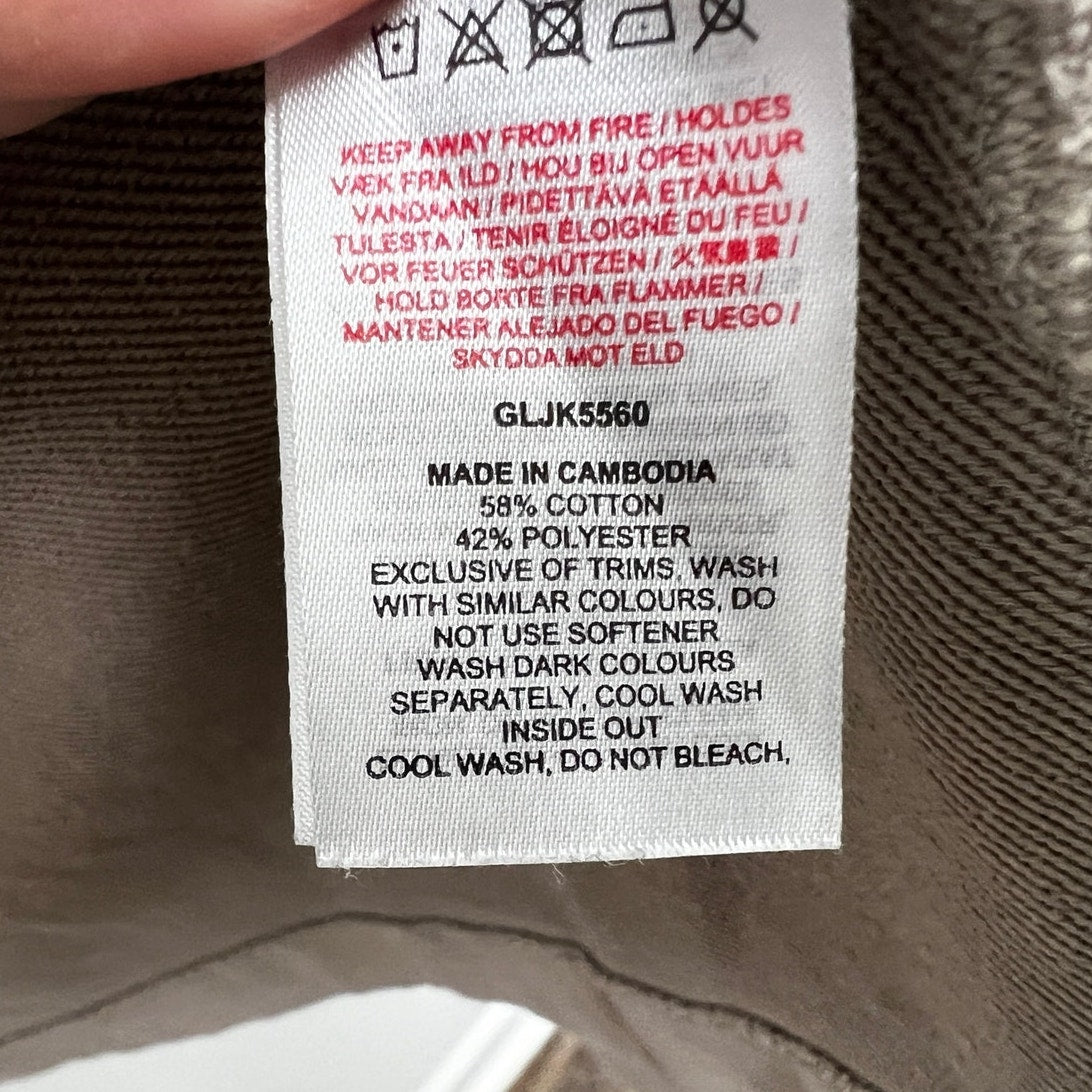 KEEP AWAY FROM FIRE / HOLDES
VÆK FRA ILD / HOU BIJ OPEN VUUR
VANDAAN / PIDETTÄVÄ ETÄÄLLÄ
TULESTA / TENIR ÉLOIGNÉ DU FEU /
VOR FEUER SCHÜTZEN / 火
HOLD BORTE FRA FLAMMER /
MANTENER ALEJADO DEL FUEGO /
SKYDDA MOT ELD
GLJK5560
MADE IN CAMBODIA
58% COTTON
42% POLYESTER
EXCLUSIVE OF TRIMS, WASH
WITH SIMILAR COLOURS, DO
NOT USE SOFTENER
WASH DARK COLOURS
SEPARATELY, COOL WASH
INSIDE OUT
COOL WASH, DO NOT BLEACH,